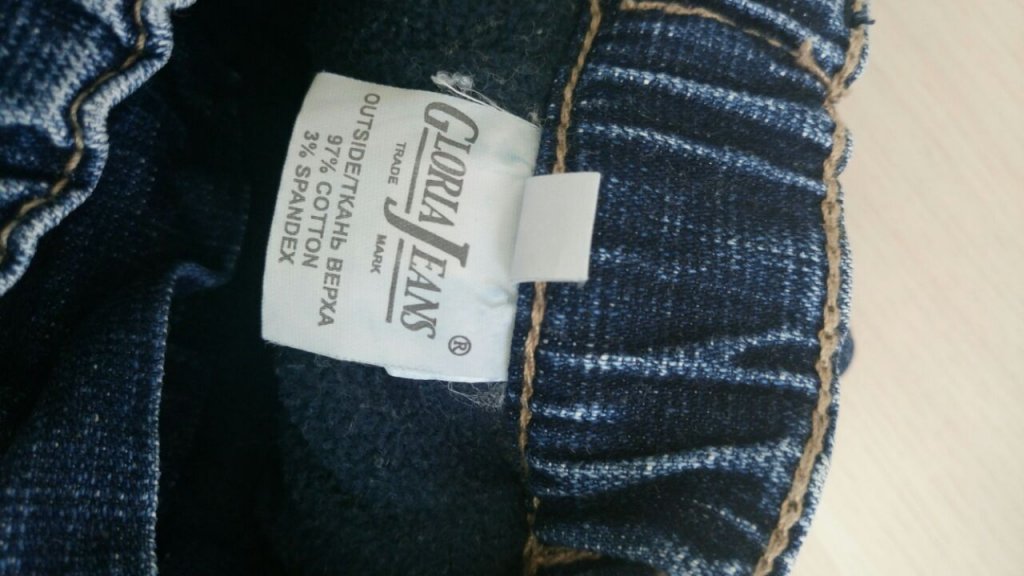 GLORIA JEANS®
TRADE MARK
OUTSIDE/ТКАНЬ ВЕРХА
97% COTTON
3% SPANDEX